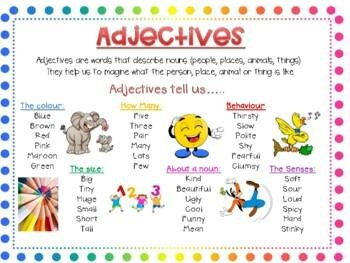 Adjectives
Adjectives are words that describe nouns (people, places, animals, things)
They help us to imagine what the person, place, animal or thing is like
Adjectives tell us.....
The colour:
Blue
Brown
Red
Pink
Maroon
Green
How Many:
Five
Three
Pair
Many
Lots
Few
Behaviour
Thirsty
Slow
Polite
Shy
Fearful
Clumsy
The size:
Big
Tiny
Huge
Small
Short
Tall
1 2 3
About a noun:
Kind
Beautiful
Ugly
Cool
Funny
Mean
The Senses:
Soft
Sour
Loud
Spicy
Hard
Stinky